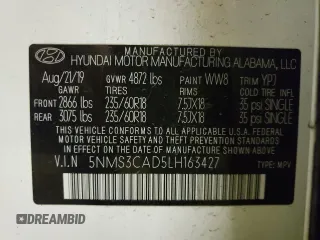 MANUFACTURED BY
HYUNDAI MOTOR MANUFACTURING ALABAMA, LLC
Aug/21/19 GVWR 4872 lbs PAINT WW8 TRIM YPJ
GAWR TIRES RIMS COLD TIRE INFL
FRONT 2866 lbs 235/60R18 7.5JX18 35 psi SINGLE
REAR 3075 lbs 235/60R18 7.5JX18 35 psi SINGLE
THIS VEHICLE CONFORMS TO ALL APPLICABLE
FEDERAL MOTOR VEHICLE SAFETY AND
THEFT PREVENTION STANDARDS IN EFFECT ON THE
DATE OF MANUFACTURE SHOWN ABOVE.
V.I.N 5NMS3CAD5LH163427 TYPE: MPV
AUTOBIDMASTER